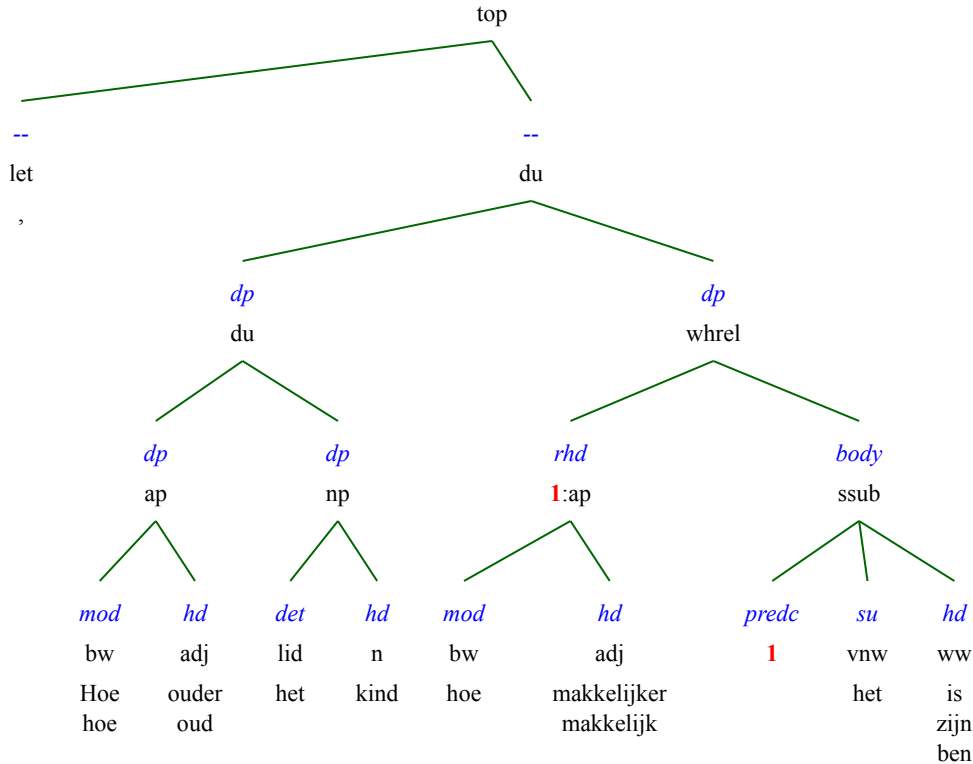 top
-- --
let du
,
dp dp
du whrel
dp dp rhd body
ap np 1:ap ssub
mod hd det hd mod hd predc su hd
bw adj lid n bw adj 1 vnw ww
Hoe ouder het kind hoe makkelijker het is
hoe oud makkelijk zijn
ben